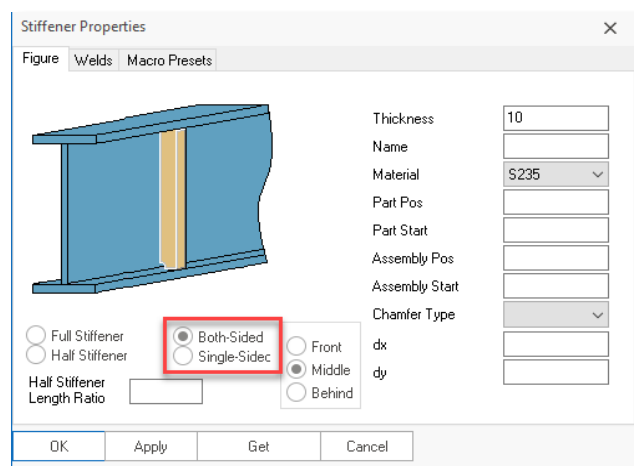 Stiffener Properties
Figure Welds Macro Presets
Thickness 10
Name
Material S235
Part Pos
Part Start
Assembly Pos
Assembly Start
Chamfer Type
dx
dy
Full Stiffener
Half Stiffener
Half Stiffener
Length Ratio
Both-Sided
Single-Sidec
Front
Middle
Behind
OK Apply Get Cancel